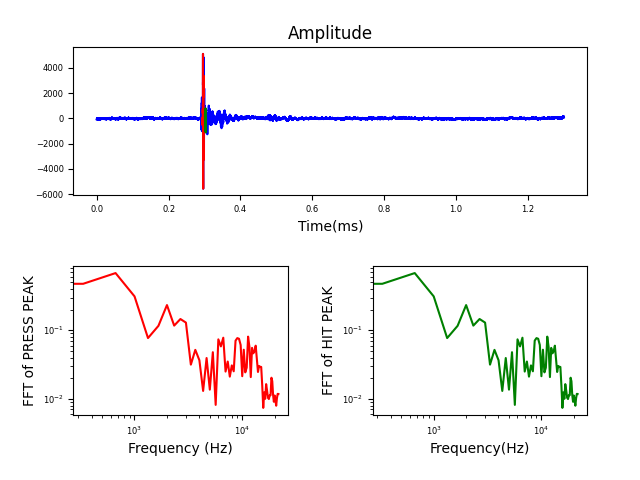 Amplitude
4000
2000
0
−2000
−4000
−6000
0.0 0.2 0.4 0.6 0.8 1.0 1.2
Time(ms)
FFT of PRESS PEAK
10⁻¹
10⁻²
10³ 10⁴
Frequency (Hz)
FFT of HIT PEAK
10⁻¹
10⁻²
10³ 10⁴
Frequency(Hz)